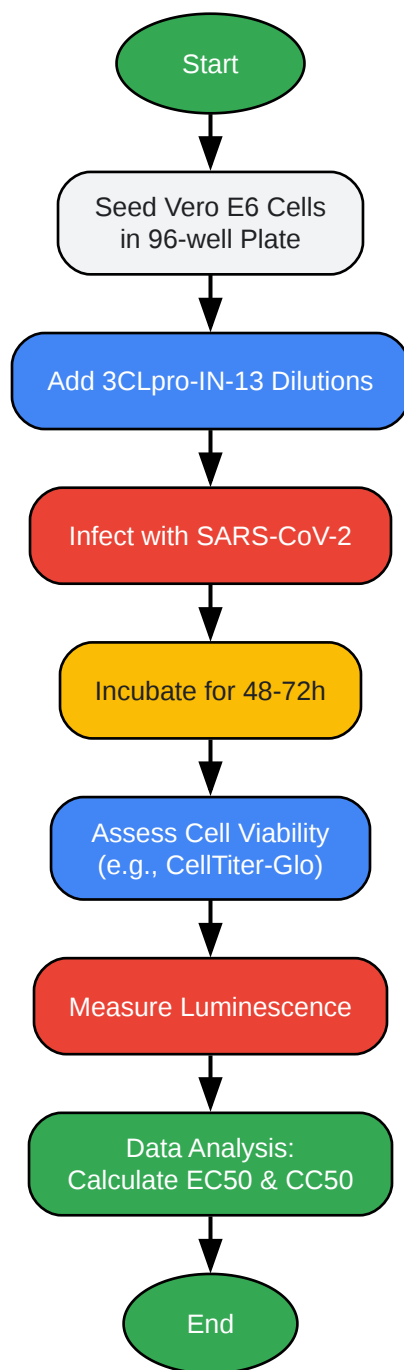 Start
Seed Vero E6 Cells
in 96-well Plate
Add 3CLpro-IN-13 Dilutions
Infect with SARS-CoV-2
Incubate for 48-72h
Assess Cell Viability
(e.g., CellTiter-Glo)
Measure Luminescence
Data Analysis:
Calculate EC50 & CC50
End